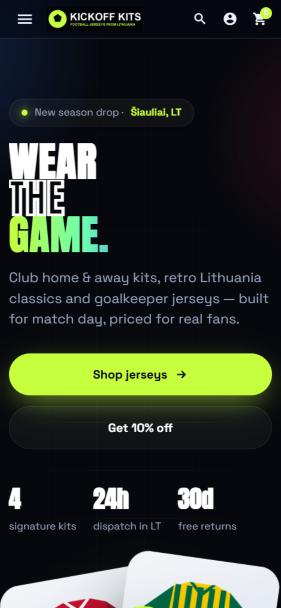 KICKOFF KITS
FOOTBALL JERSEYS FROM LITHUANIA
New season drop · Šiauliai, LT
WEAR
THE
GAME.
Club home & away kits, retro Lithuania
classics and goalkeeper jerseys — built
for match day, priced for real fans.
Shop jerseys →
Get 10% off
4 24h 30d
signature kits dispatch in LT free returns